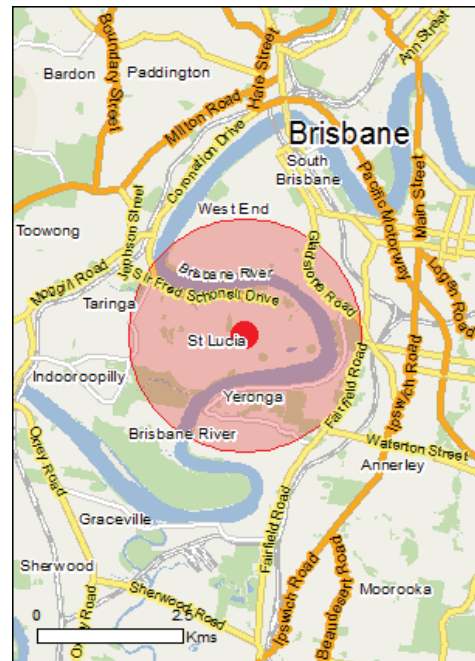 Ann Street
Boundary Street
Hale Street
Bardon
Paddington
Milton Road
Coronation Drive
Brisbane
South
Brisbane
Pacific Motorway
Main Street
West End
Toowong
Jephson Street
Gladstone Road
Logan Road
Moggill Road
Brisbane River
Sir Fred Schonell Drive
Taringa
St Lucia
Indooroopilly
Yeronga
Fairfield Road
Ipswich Road
Brisbane River
Waterton Street
Annerley
Oxley Road
Graceville
Fairfield Road
Sherwood
Sherwood Road
Ipswich Road
Beaudesert Road
Moorooka
Oxley Road
0 2.5
Kms